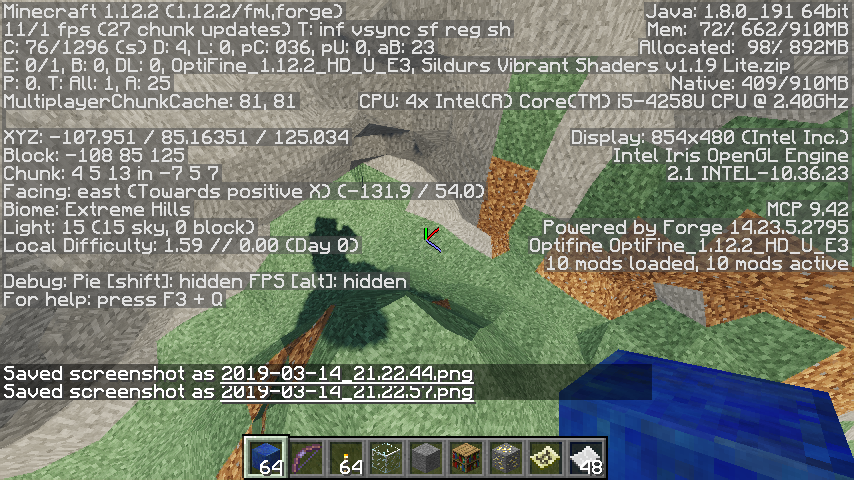 Minecraft 1.12.2 (1.12.2/fml,forge)
11/1 fps (27 chunk updates) T: inf vsync sf reg sh
C: 76/1296 (s) D: 4, L: 0, pC: 036, pU: 0, aB: 23
E: 0/1, B: 0, DL: 0, OptiFine_1.12.2_HD_U_E3, Sildurs Vibrant Shaders v1.19 Lite.zip
P: 0. T: All: 1, A: 25
MultiplayerChunkCache: 81, 81
XYZ: -107.951 / 85.16351 / 125.034
Block: -108 85 125
Chunk: 4 5 13 in -7 5 7
Facing: east (Towards positive X) (-131.9 / 54.0)
Biome: Extreme Hills
Light: 15 (15 sky, 0 block)
Local Difficulty: 1.59 // 0.00 (Day 0)
Debug: Pie [shift]: hidden FPS [alt]: hidden
For help: press F3 + Q
Java: 1.8.0_191 64bit
Mem: 72% 662/910MB
Allocated: 98% 892MB
Native: 409/910MB
CPU: 4x Intel(R) Core(TM) i5-4258U CPU @ 2.40GHz
Display: 854x480 (Intel Inc.)
Intel Iris OpenGL Engine
2.1 INTEL-10.36.23
MCP 9.42
Powered by Forge 14.23.5.2795
Optifine OptiFine_1.12.2_HD_U_E3
10 mods loaded, 10 mods active
Saved screenshot as 2019-03-14_21.22.44.png
Saved screenshot as 2019-03-14_21.22.57.png
64
64
48